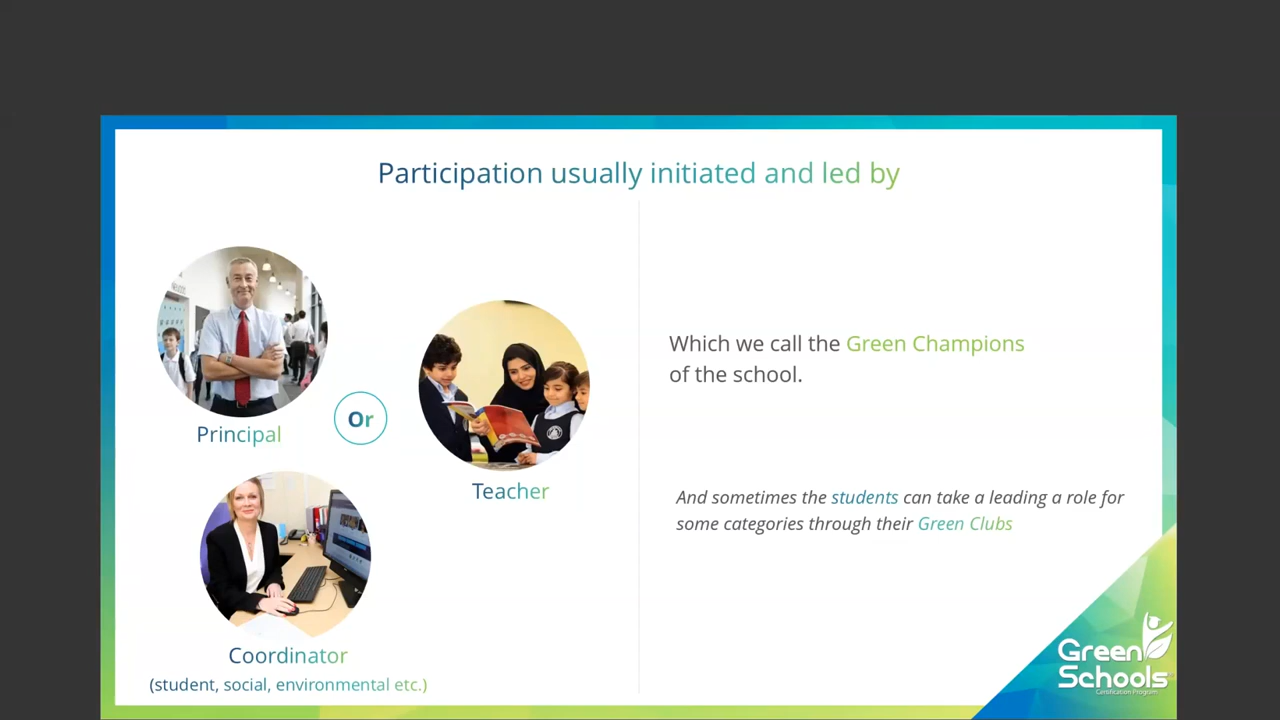 Participation usually initiated and led by
Principal
Or
Teacher
Coordinator
(student, social, environmental etc.)
Which we call the Green Champions
of the school.
And sometimes the students can take a leading a role for
some categories through their Green Clubs
Green
Schools
Certification Program